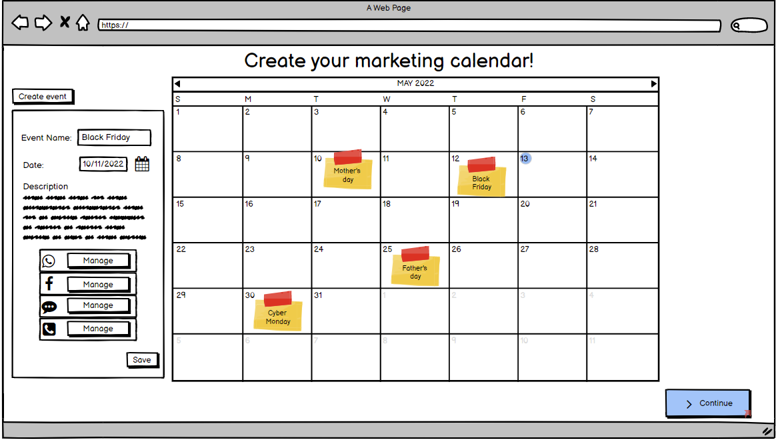 A Web Page
https://
Create your marketing calendar!
Create event
Event Name: Black Friday
Date: 10/11/2022
Description
Manage
Manage
Manage
Manage
Save
MAY 2022
S M T W T F S
1 2 3 4 5 6 7
8 9 10 11 12 13 14
Mother's
day
Black
Friday
15 16 17 18 19 20 21
22 23 24 25 26 27 28
Father's
day
29 30 31 1 2 3 4
Cyber
Monday
5 6 7 8 9 10 11
Continue